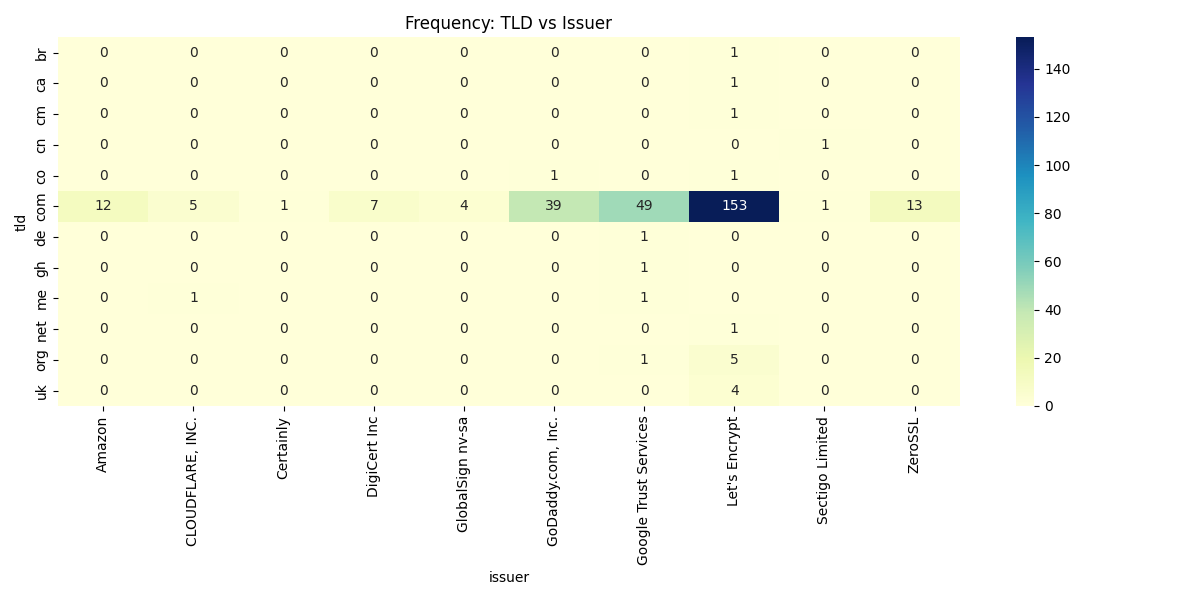 Frequency: TLD vs Issuer
tld
br 0 0 0 0 0 0 0 1 0 0
ca 0 0 0 0 0 0 0 1 0 0
cm 0 0 0 0 0 0 0 1 0 0
cn 0 0 0 0 0 0 0 0 1 0
co 0 0 0 0 0 1 0 1 0 0
com 12 5 1 7 4 39 49 153 1 13
de 0 0 0 0 0 0 1 0 0 0
gh 0 0 0 0 0 0 1 0 0 0
me 0 1 0 0 0 0 1 0 0 0
net 0 0 0 0 0 0 0 1 0 0
org 0 0 0 0 0 0 1 5 0 0
uk 0 0 0 0 0 0 0 4 0 0
Amazon
CLOUDFLARE, INC.
Certainly
DigiCert Inc
GlobalSign nv-sa
GoDaddy.com, Inc.
Google Trust Services
Let's Encrypt
Sectigo Limited
ZeroSSL
issuer
140
120
100
80
60
40
20
0